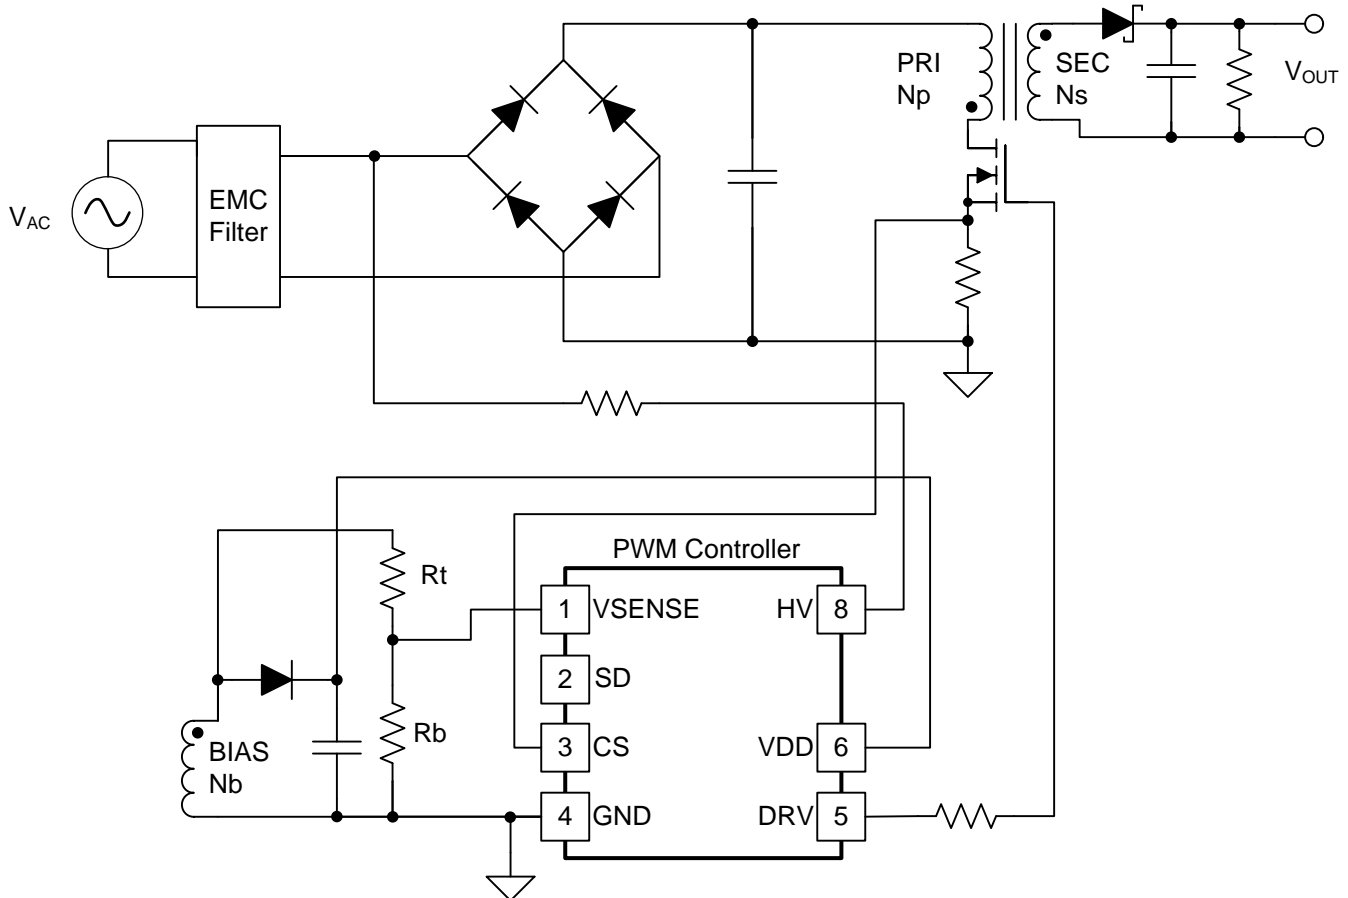 PRI
Np
SEC
Ns
VOUT
EMC
Filter
VAC
PWM Controller
Rt
1 VSENSE
HV 8
2 SD
Rb
BIAS
Nb
3 CS
VDD 6
4 GND
DRV 5